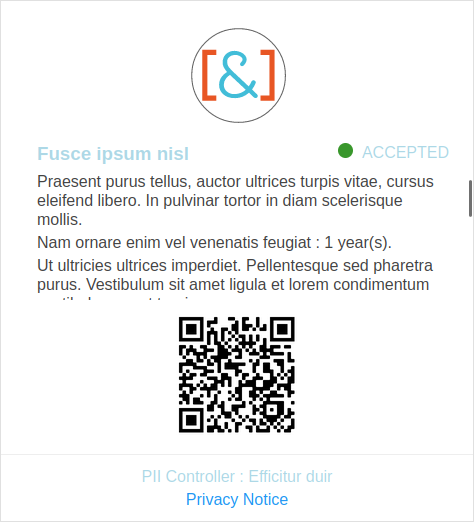 [&]
Fusce ipsum nisl
ACCEPTED
Praesent purus tellus, auctor ultrices turpis vitae, cursus
eleifend libero. In pulvinar tortor in diam scelerisque
mollis.
Nam ornare enim vel venenatis feugiat : 1 year(s).
Ut ultricies ultrices imperdiet. Pellentesque sed pharetra
purus. Vestibulum sit amet ligula et lorem condimentum
PII Controller : Efficitur duir
Privacy Notice